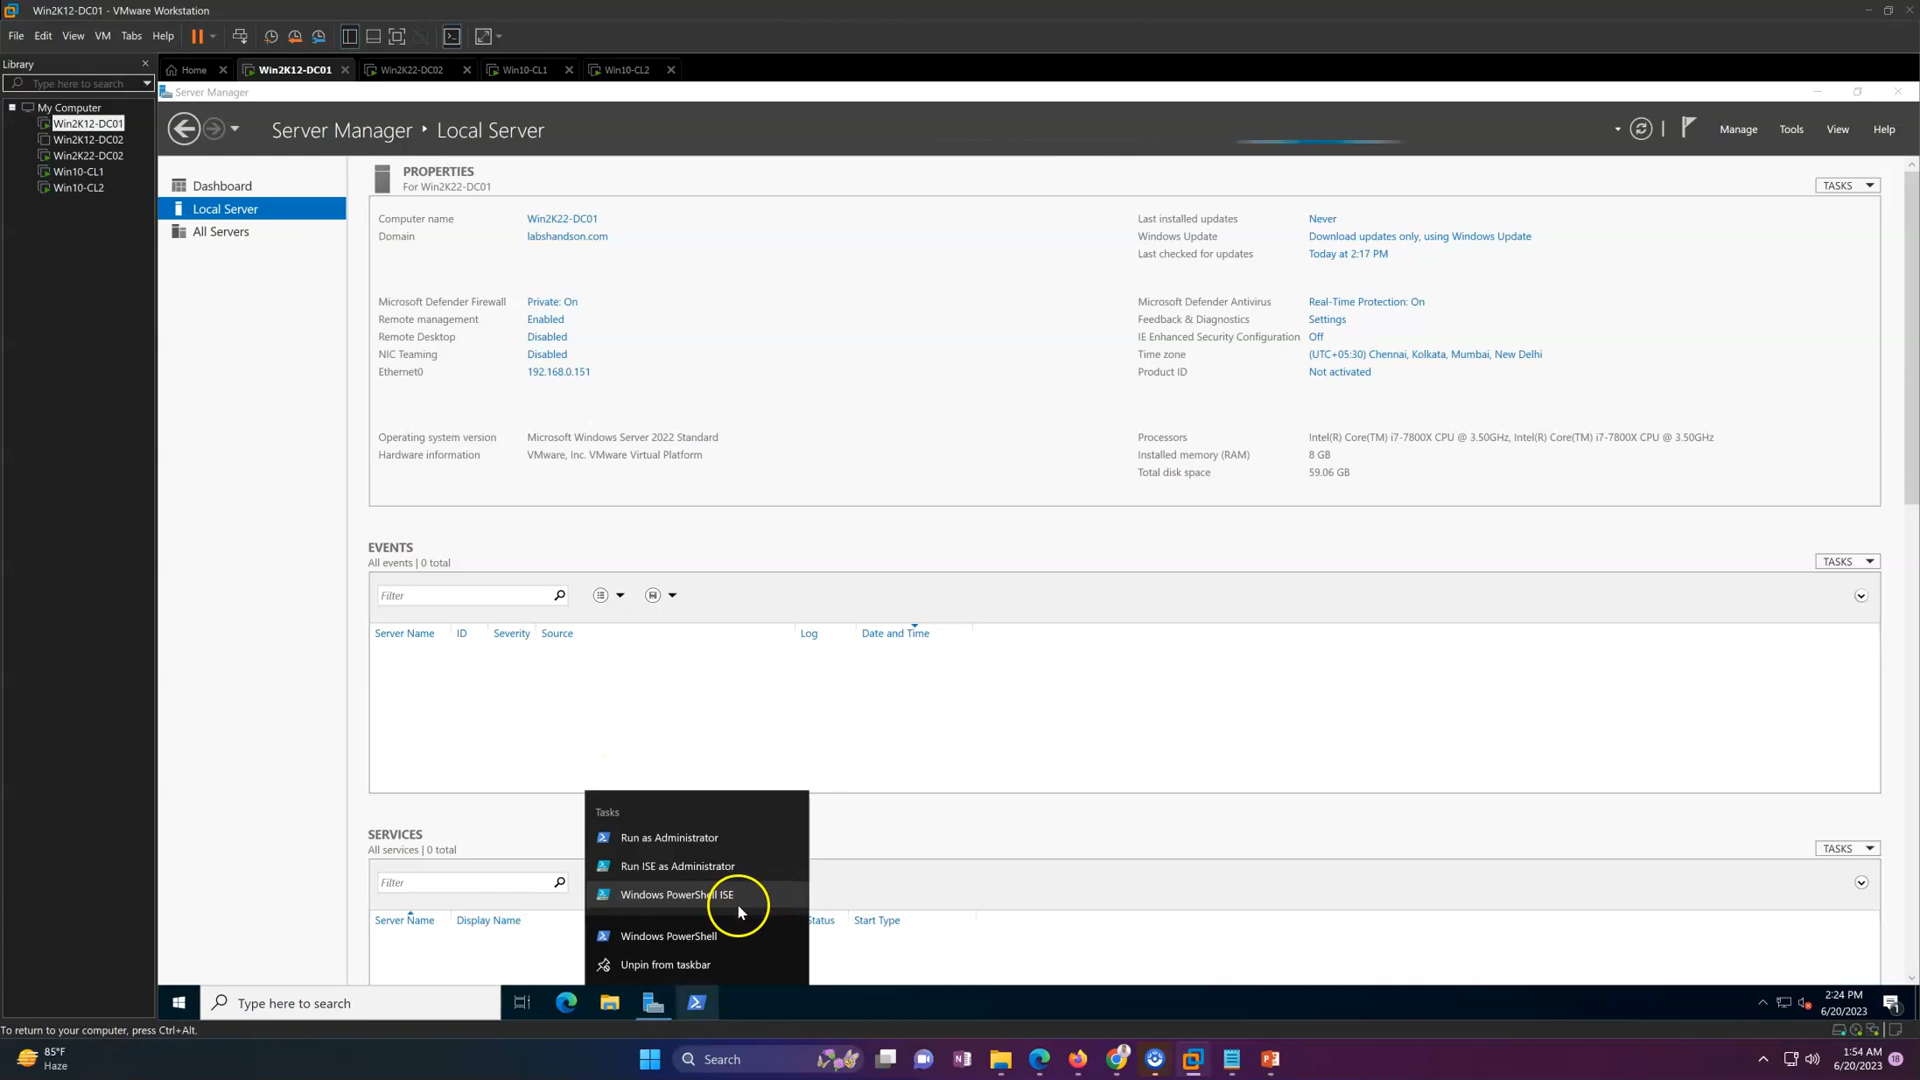 Win2K12-DC01 - VMware Workstation
File Edit View VM Tabs Help
Library
Type here to search
My Computer
Win2K12-DC01
Win2K12-DC02
Win2K22-DC02
Win10-CL1
Win10-CL2
Home Win2K12-DC01 Win2K22-DC02 Win10-CL1 Win10-CL2
Server Manager
Server Manager • Local Server
Manage Tools View Help
Dashboard
Local Server
All Servers
PROPERTIES
For Win2K22-DC01
TASKS
Computer name Win2K22-DC01
Domain labshandson.com
Last installed updates Never
Windows Update Download updates only, using Windows Update
Last checked for updates Today at 2:17 PM
Microsoft Defender Firewall Private: On
Remote management Enabled
Remote Desktop Disabled
NIC Teaming Disabled
Ethernet0 192.168.0.151
Microsoft Defender Antivirus Real-Time Protection: On
Feedback & Diagnostics Settings
IE Enhanced Security Configuration Off
Time zone (UTC+05:30) Chennai, Kolkata, Mumbai, New Delhi
Product ID Not activated
Operating system version Microsoft Windows Server 2022 Standard
Hardware information VMware, Inc. VMware Virtual Platform
Processors Intel(R) Core(TM) i7-7800X CPU @ 3.50GHz, Intel(R) Core(TM) i7-7800X CPU @ 3.50GHz
Installed memory (RAM) 8 GB
Total disk space 59.06 GB
EVENTS
All events | 0 total
TASKS
Filter
Server Name ID Severity Source Log Date and Time
SERVICES
All services | 0 total
TASKS
Filter
Server Name Display Name Status Start Type
Tasks
Run as Administrator
Run ISE as Administrator
Windows PowerShell ISE
Windows PowerShell
Unpin from taskbar
Type here to search
2:24 PM
6/20/2023
1
To return to your computer, press Ctrl+Alt.
85°F
Haze
Search
1:54 AM
6/20/2023
18